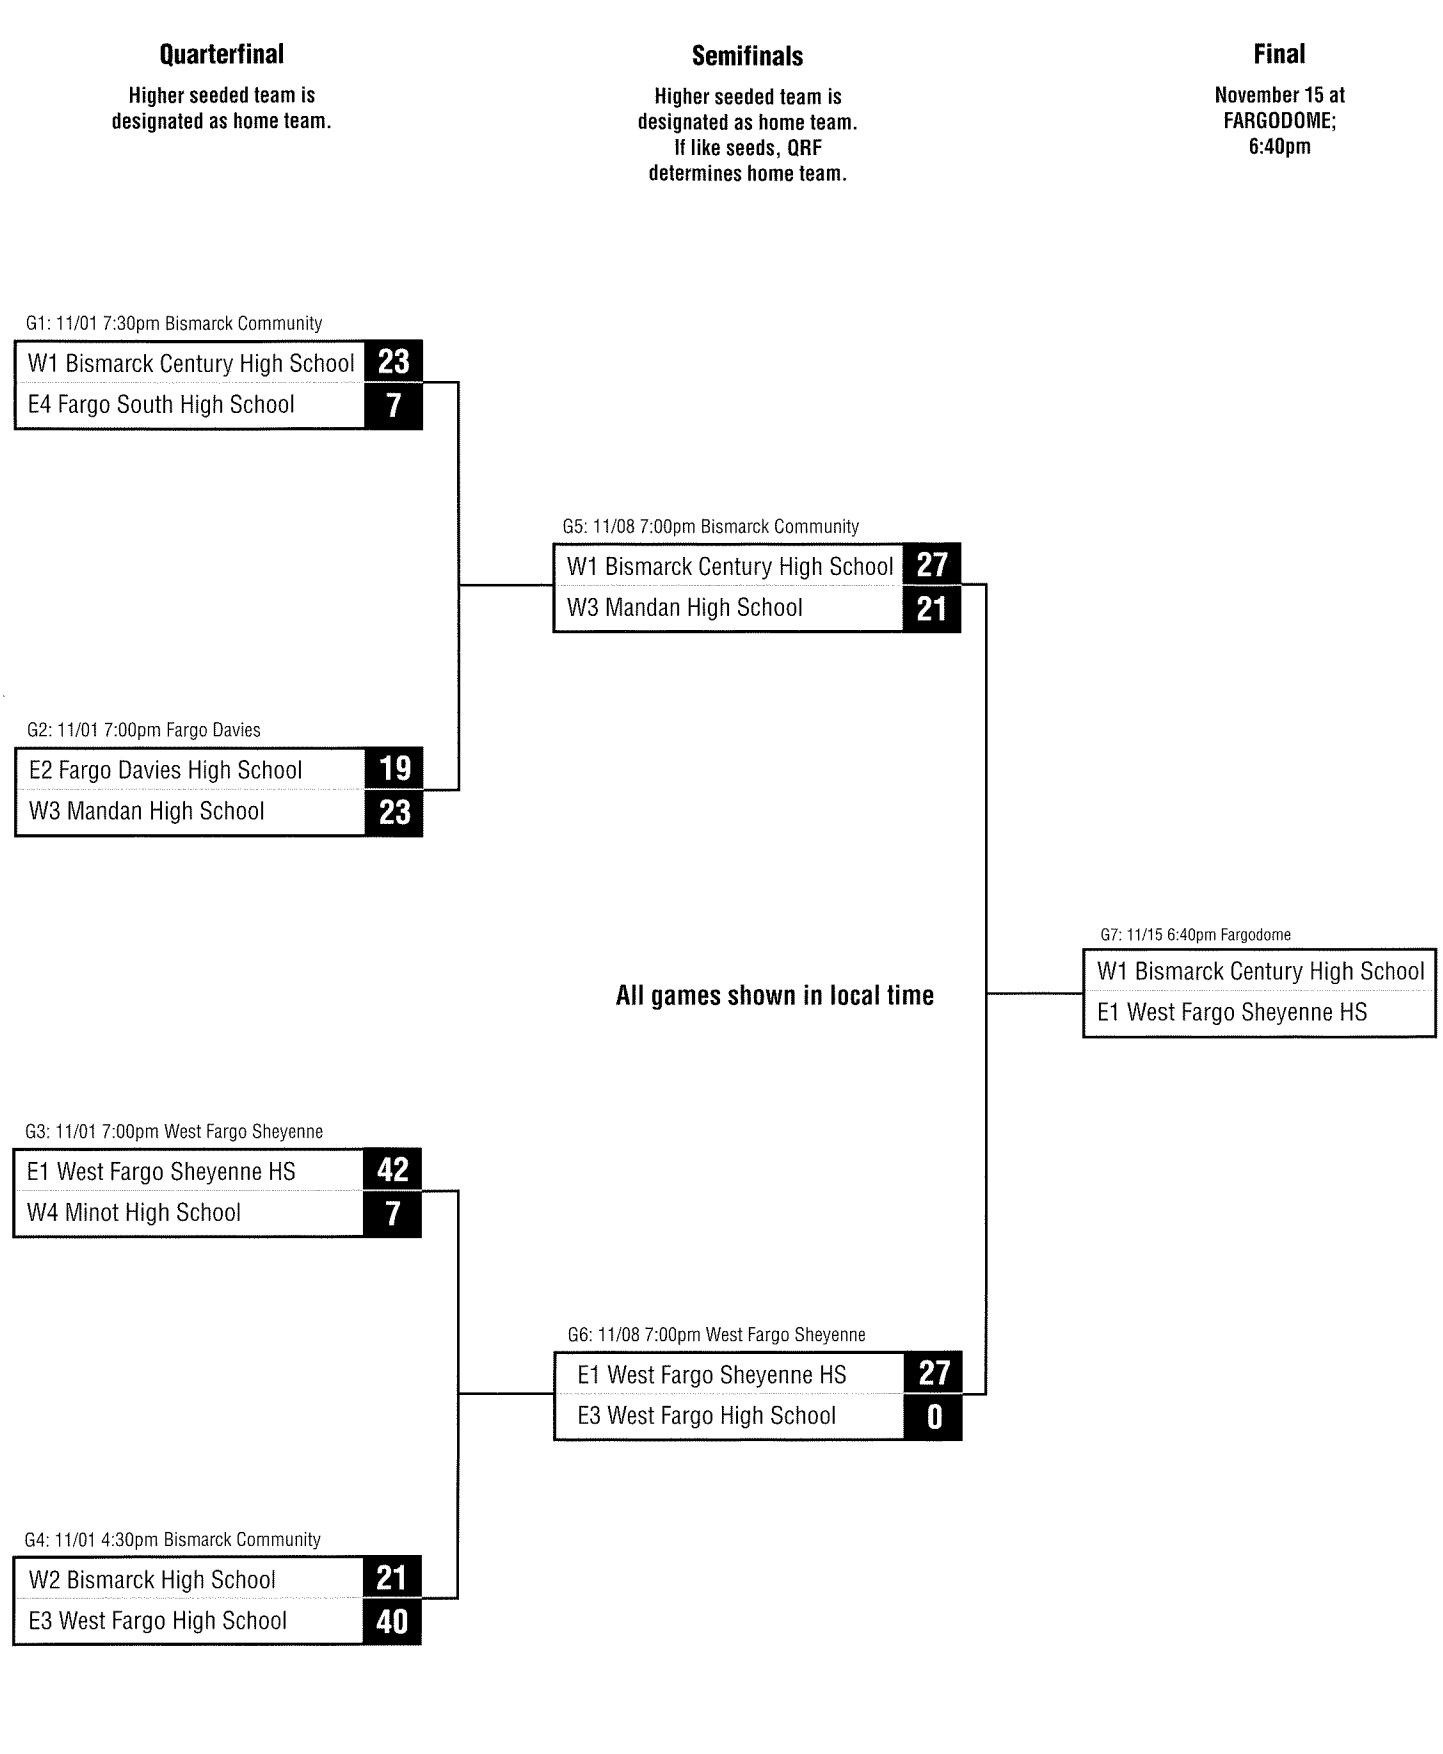 Quarterfinal
Higher seeded team is
designated as home team.
Semifinals
Higher seeded team is
designated as home team.
If like seeds, QRF
determines home team.
Final
November 15 at
FARGODOME;
6:40pm
G1: 11/01 7:30pm Bismarck Community
W1 Bismarck Century High School 23
E4 Fargo South High School 7
G5: 11/08 7:00pm Bismarck Community
W1 Bismarck Century High School 27
W3 Mandan High School 21
G2: 11/01 7:00pm Fargo Davies
E2 Fargo Davies High School 19
W3 Mandan High School 23
G7: 11/15 6:40pm Fargodome
W1 Bismarck Century High School
E1 West Fargo Sheyenne HS
All games shown in local time
G3: 11/01 7:00pm West Fargo Sheyenne
E1 West Fargo Sheyenne HS 42
W4 Minot High School 7
G6: 11/08 7:00pm West Fargo Sheyenne
E1 West Fargo Sheyenne HS 27
E3 West Fargo High School 0
G4: 11/01 4:30pm Bismarck Community
W2 Bismarck High School 21
E3 West Fargo High School 40